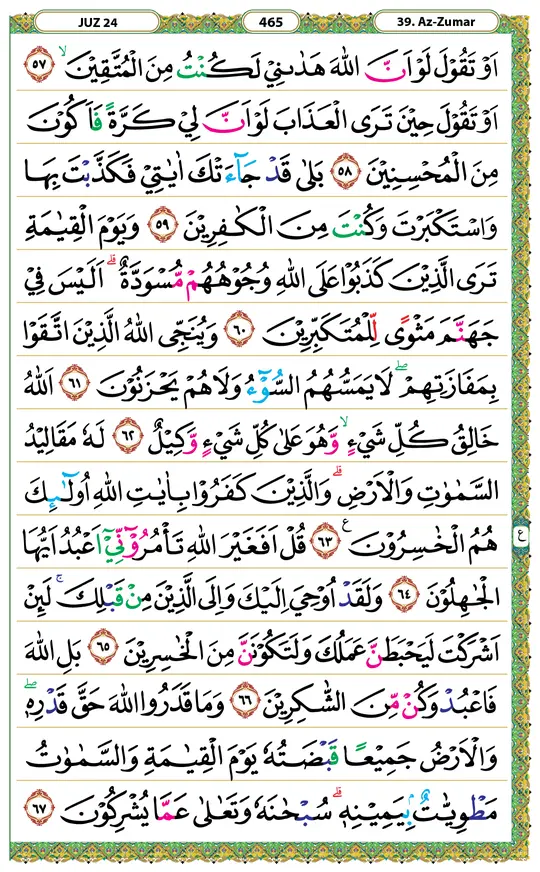 JUZ 24 465 39. Az-Zumar
اَوْ تَقُوْلَ لَوْ اَنَّ اللّٰهَ هَدٰىنِيْ لَكُنْتُ مِنَ الْمُتَّقِيْنَ ۙ ٥٧
اَوْ تَقُوْلَ حِيْنَ تَرَى الْعَذَابَ لَوْ اَنَّ لِيْ كَرَّةً فَاَكُوْنَ
مِنَ الْمُحْسِنِيْنَ ٥٨ بَلٰى قَدْ جَاۤءَتْكَ اٰيٰتِيْ فَكَذَّبْتَ بِهَا
وَاسْتَكْبَرْتَ وَكُنْتَ مِنَ الْكٰفِرِيْنَ ٥٩ وَيَوْمَ الْقِيٰمَةِ
تَرَى الَّذِيْنَ كَذَبُوْا عَلَى اللّٰهِ وُجُوْهُهُمْ مُّسْوَدَّةٌ ۗ اَلَيْسَ فِيْ
جَهَنَّمَ مَثْوًى لِّلْمُتَكَبِّرِيْنَ ٦٠ وَيُنَجِّى اللّٰهُ الَّذِيْنَ اتَّقَوْا
بِمَفَازَتِهِمْ ۖ لَا يَمَسُّهُمُ السُّوْۤءُ وَلَا هُمْ يَحْزَنُوْنَ ٦١ اَللّٰهُ
خَالِقُ كُلِّ شَيْءٍ ۙ وَّهُوَ عَلٰى كُلِّ شَيْءٍ وَّكِيْلٌ ٦٢ لَهٗ مَقَالِيْدُ
السَّمٰوٰتِ وَالْاَرْضِ ۗ وَالَّذِيْنَ كَفَرُوْا بِاٰيٰتِ اللّٰهِ اُولٰۤىِٕكَ
هُمُ الْخٰسِرُوْنَ ࣖ ٦٣ قُلْ اَفَغَيْرَ اللّٰهِ تَأْمُرُوْۤنِّيْۤ اَعْبُدُ اَيُّهَا
ع
الْجٰهِلُوْنَ ٦٤ وَلَقَدْ اُوْحِيَ اِلَيْكَ وَاِلَى الَّذِيْنَ مِنْ قَبْلِكَ ۚ لَىِٕنْ
اَشْرَكْتَ لَيَحْبَطَنَّ عَمَلُكَ وَلَتَكُوْنَنَّ مِنَ الْخٰسِرِيْنَ ٦٥ بَلِ اللّٰهَ
فَاعْبُدْ وَكُنْ مِّنَ الشّٰكِرِيْنَ ٦٦ وَمَا قَدَرُوا اللّٰهَ حَقَّ قَدْرِهٖ ۖ
وَالْاَرْضُ جَمِيْعًا قَبْضَتُهٗ يَوْمَ الْقِيٰمَةِ وَالسَّمٰوٰتُ
مَطْوِيّٰتٌۢ بِيَمِيْنِهٖ ۗ سُبْحٰنَهٗ وَتَعٰلٰى عَمَّا يُشْرِكُوْنَ ٦٧